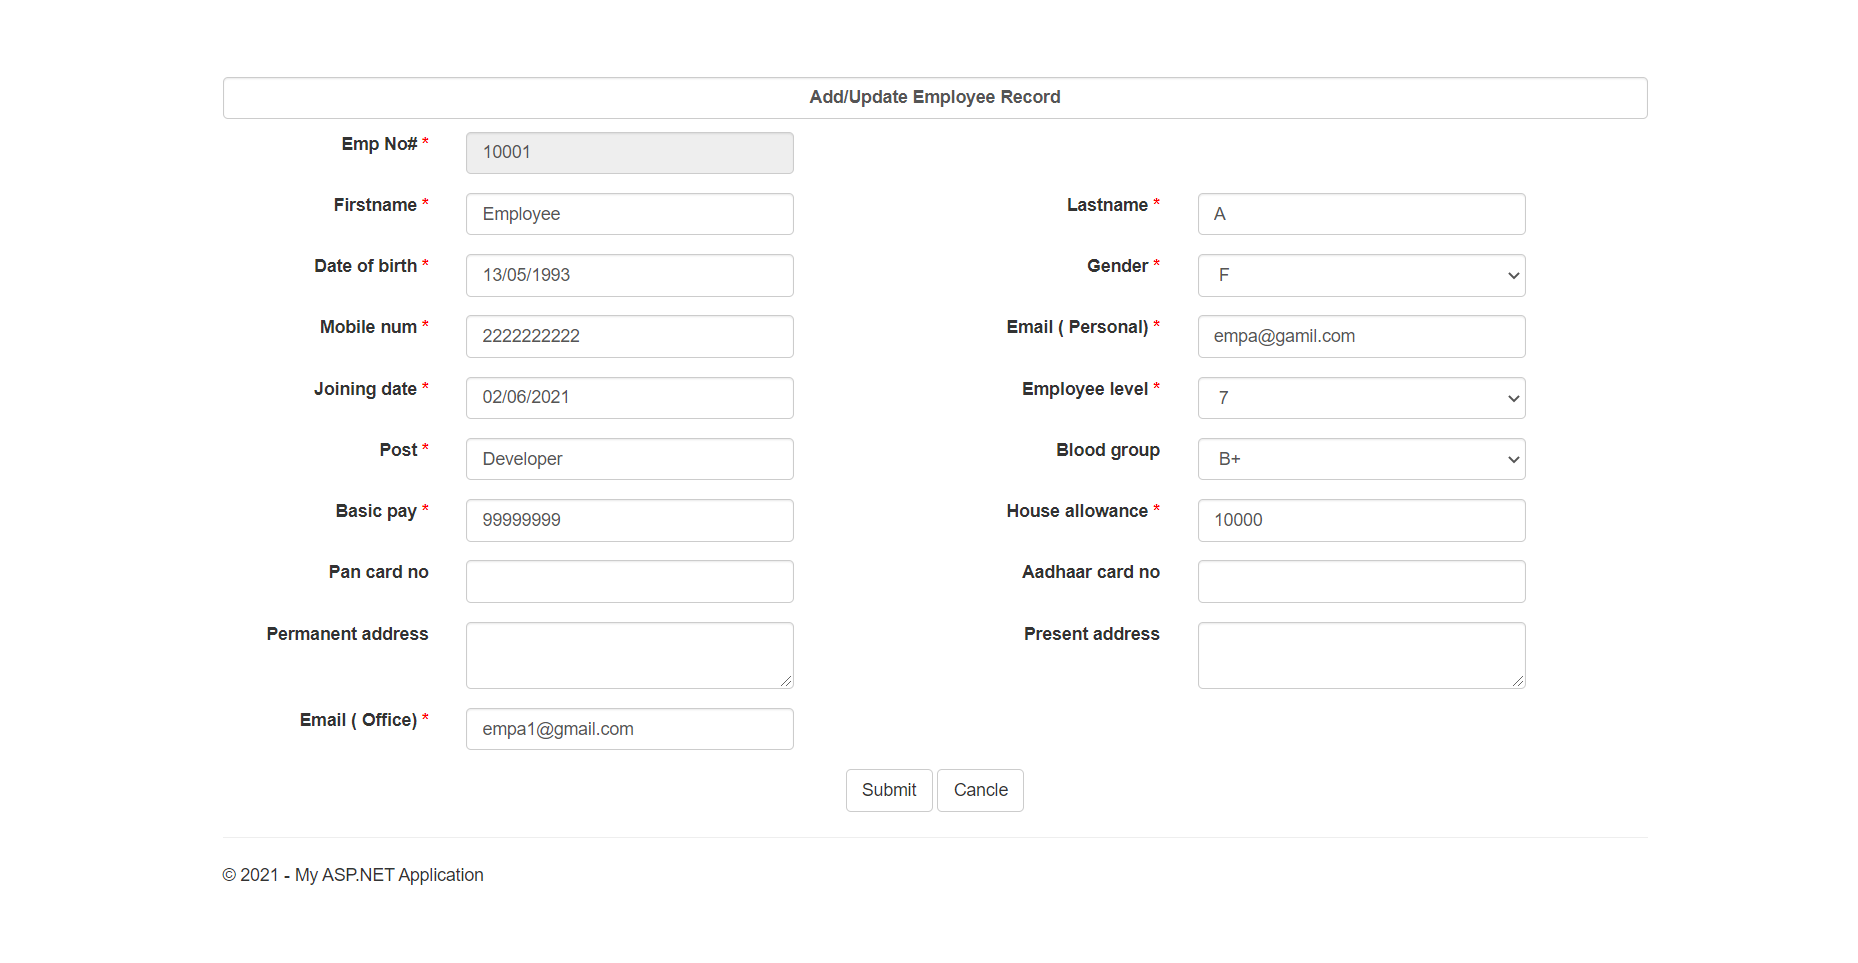 Add/Update Employee Record
Emp No# * 10001
Firstname * Employee Lastname * A
Date of birth * 13/05/1993 Gender * F
Mobile num * 2222222222 Email ( Personal) * empa@gamil.com
Joining date * 02/06/2021 Employee level * 7
Post * Developer Blood group B+
Basic pay * 99999999 House allowance * 10000
Pan card no Aadhaar card no
Permanent address Present address
Email ( Office) * empa1@gmail.com
Submit Cancle
© 2021 - My ASP.NET Application